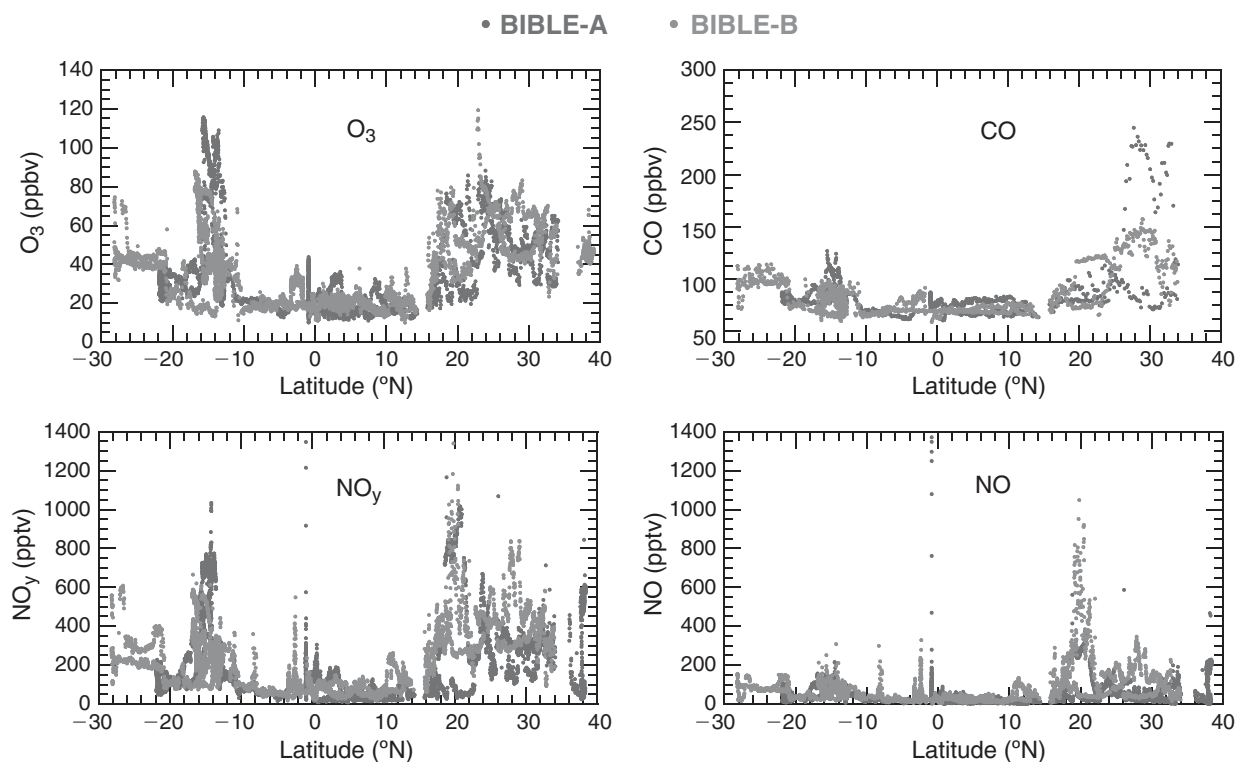 • BIBLE-A • BIBLE-B
140
120
100
80
60
40
20
0
O₃ (ppbv)
O₃
−30 −20 −10 0 10 20 30 40
Latitude (°N)
300
250
200
150
100
50
CO (ppbv)
CO
−30 −20 −10 0 10 20 30 40
Latitude (°N)
1400
1200
1000
800
600
400
200
0
NOy (pptv)
NOy
−30 −20 −10 0 10 20 30 40
Latitude (°N)
1400
1200
1000
800
600
400
200
0
NO (pptv)
NO
−30 −20 −10 0 10 20 30 40
Latitude (°N)